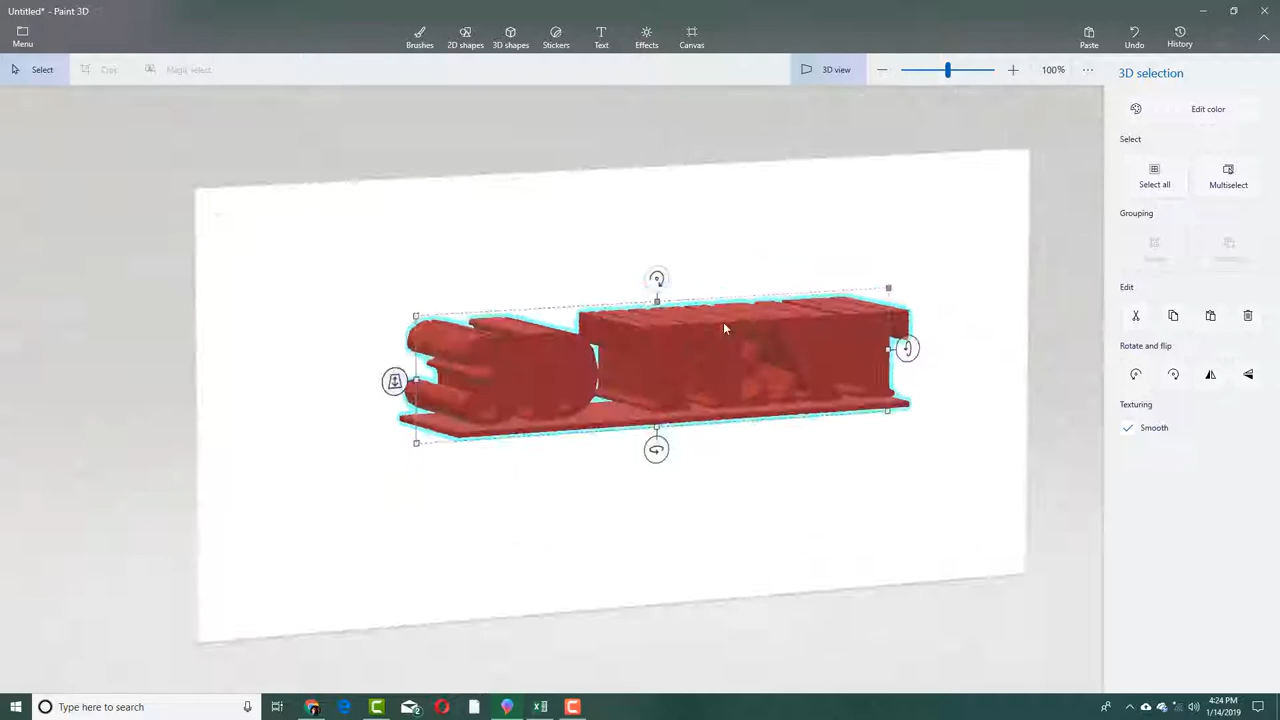 Untitled* - Paint 3D
Menu
Brushes
2D shapes
3D shapes
Stickers
Text
Effects
Canvas
Paste
Undo
History
Select
Crop
Magic select
3D view
100%
3D selection
Edit color
Select
Select all
Multiselect
Grouping
Edit
Rotate and flip
Texturing
Smooth
Type here to search
2
4:24 PM
1/14/2019